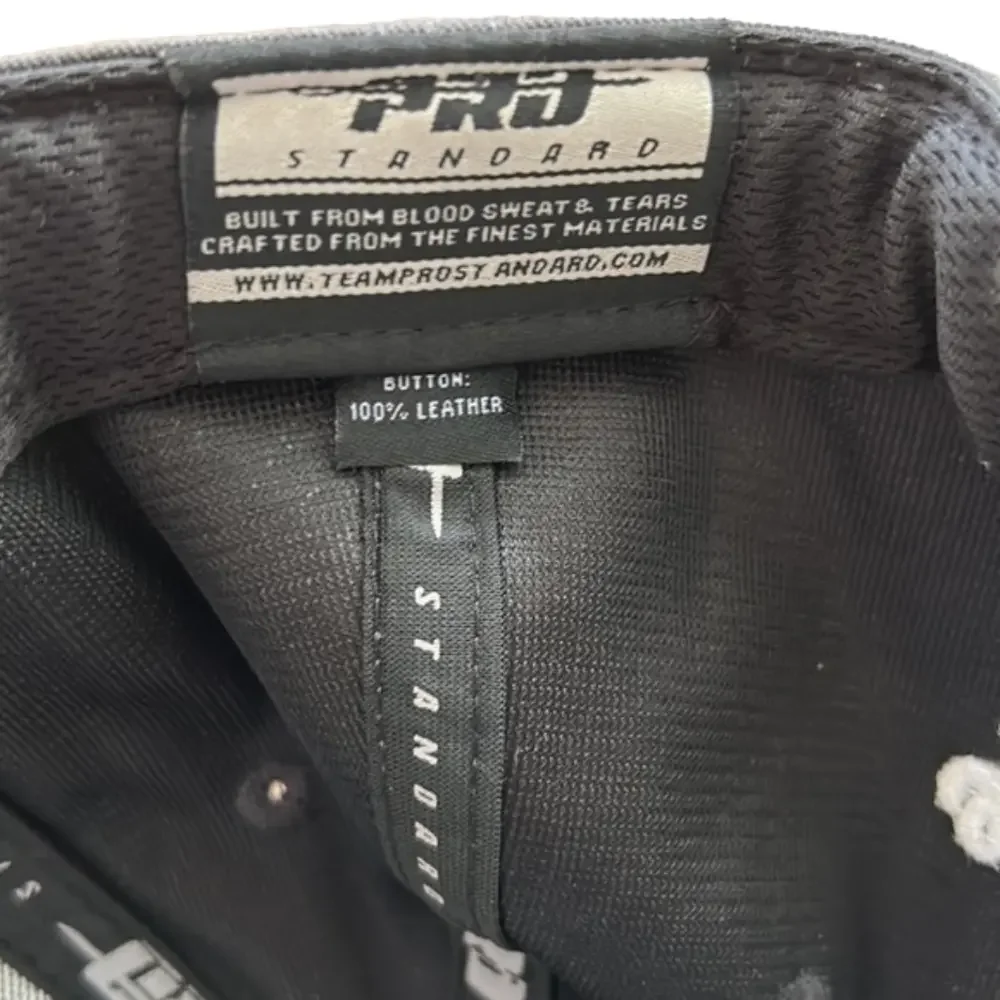 PRO
STANDARD
BUILT FROM BLOOD SWEAT & TEARS
CRAFTED FROM THE FINEST MATERIALS
WWW.TEAMPROSTANDARD.COM
BUTTON:
100% LEATHER
STANDARD
S